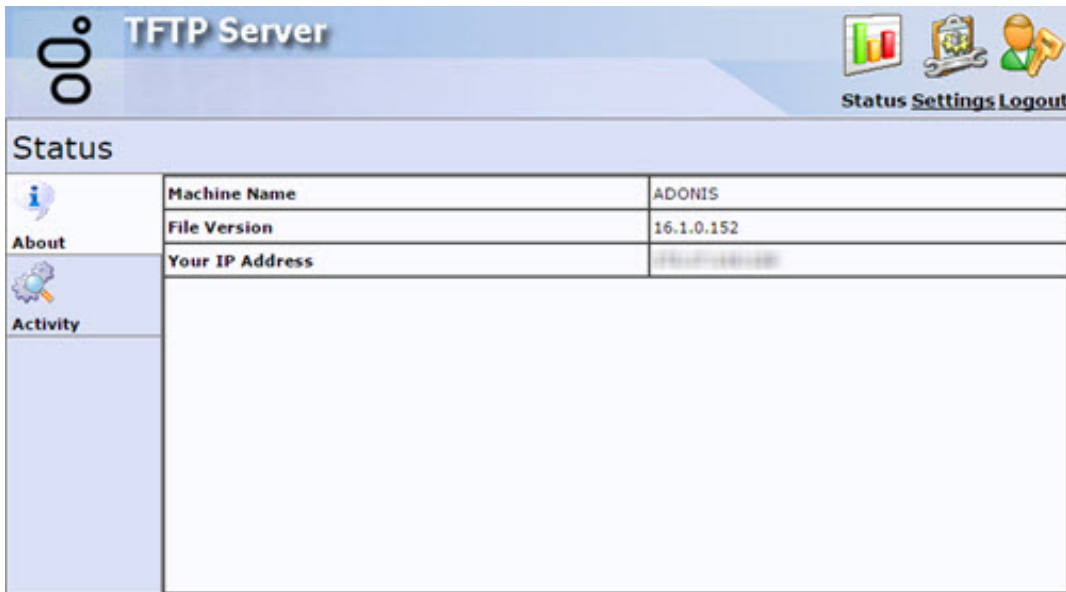 TFTP Server
Status Settings Logout
Status
About
Activity
Machine Name ADONIS
File Version 16.1.0.152
Your IP Address